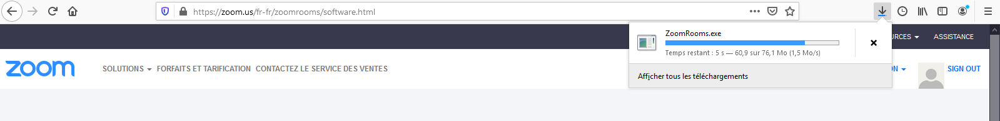 https://zoom.us/fr-fr/zoomrooms/software.html
ZoomRooms.exe
Temps restant : 5 s — 60,9 sur 76,1 Mo (1,5 Mo/s)
Afficher tous les téléchargements
URCES ASSISTANCE
zoom SOLUTIONS FORFAITS ET TARIFICATION CONTACTEZ LE SERVICE DES VENTES
ON SIGN OUT